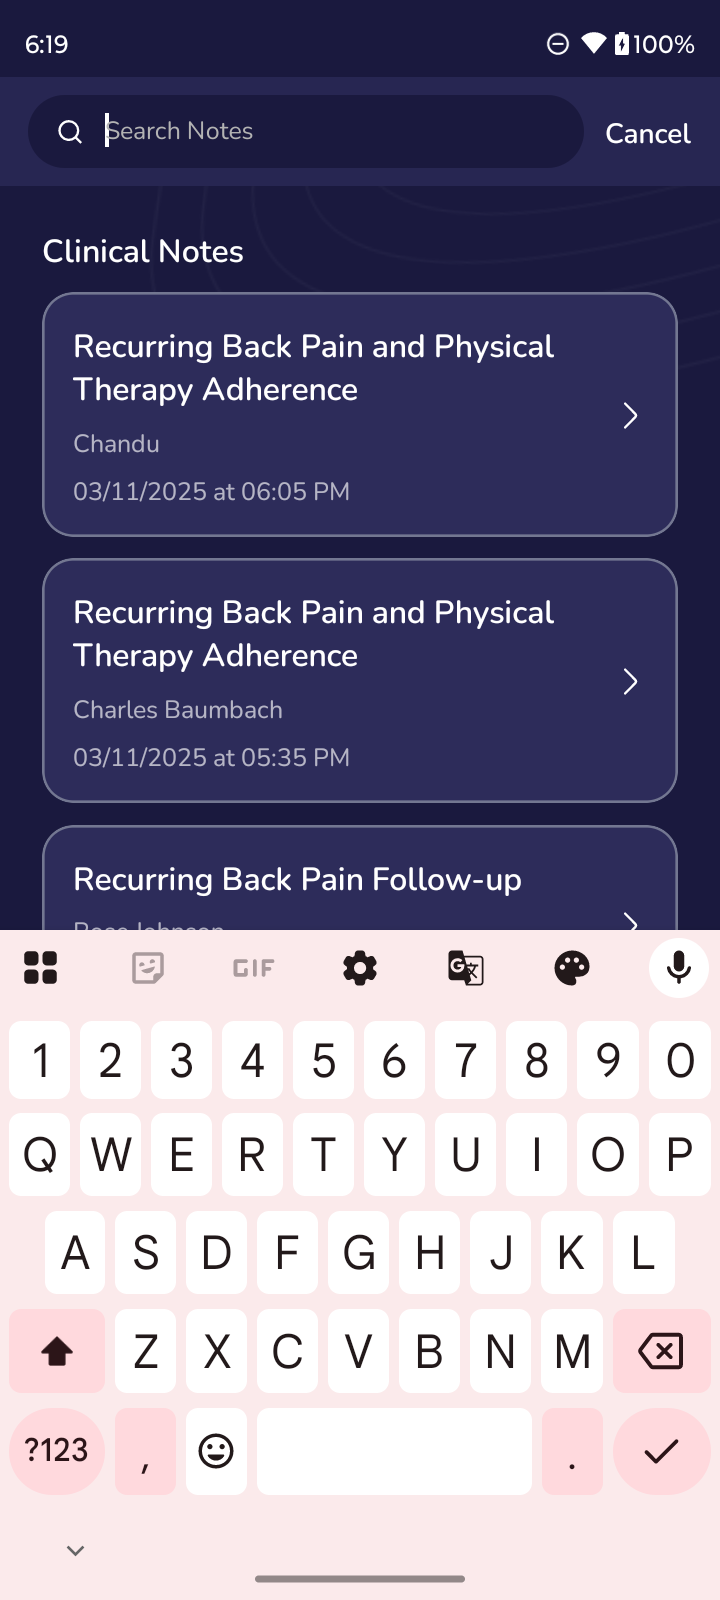 6:19
100%
Search Notes
Cancel
Clinical Notes
Recurring Back Pain and Physical
Therapy Adherence
Chandu
03/11/2025 at 06:05 PM
Recurring Back Pain and Physical
Therapy Adherence
Charles Baumbach
03/11/2025 at 05:35 PM
Recurring Back Pain Follow-up
GIF
G
1 2 3 4 5 6 7 8 9 0
Q W E R T Y U I O P
A S D F G H J K L
Z X C V B N M
?123 , .